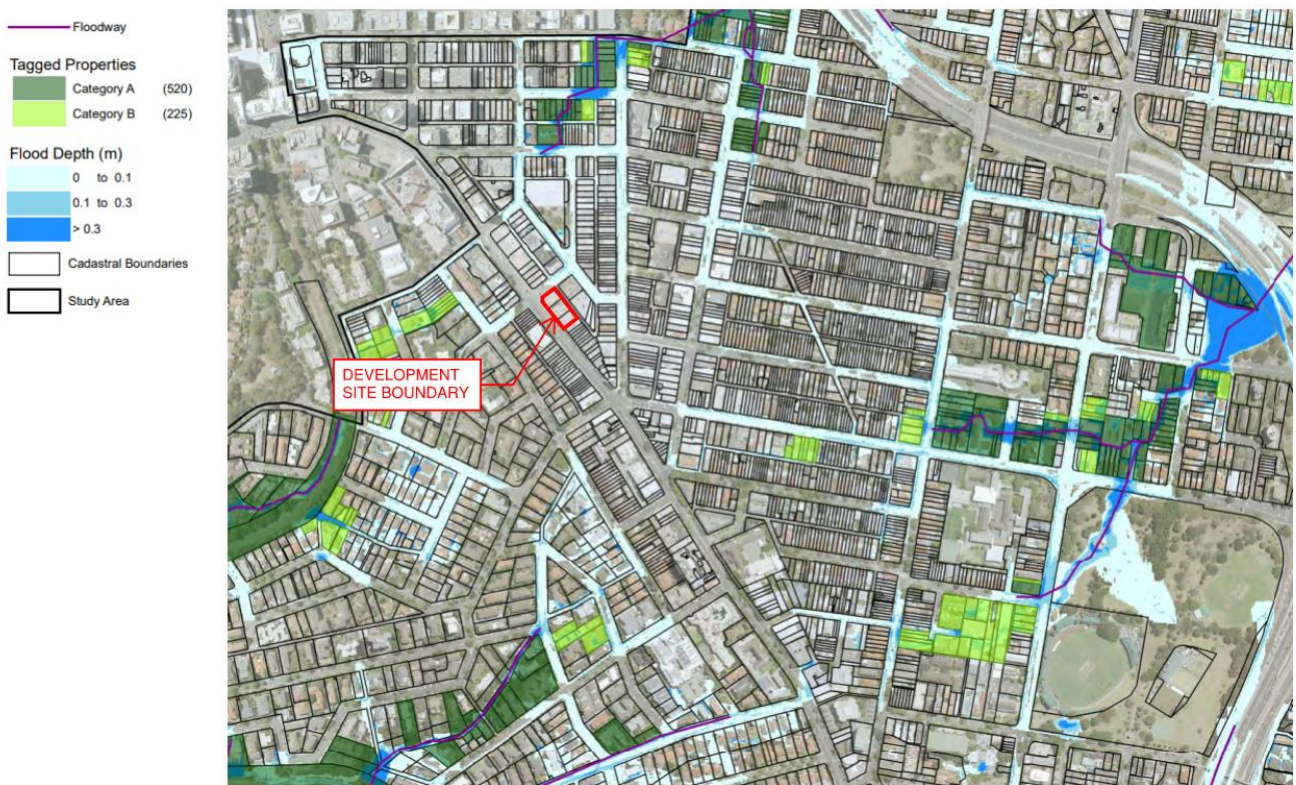 Floodway
Tagged Properties
Category A (520)
Category B (225)
Flood Depth (m)
0 to 0.1
0.1 to 0.3
> 0.3
Cadastral Boundaries
Study Area
DEVELOPMENT
SITE BOUNDARY